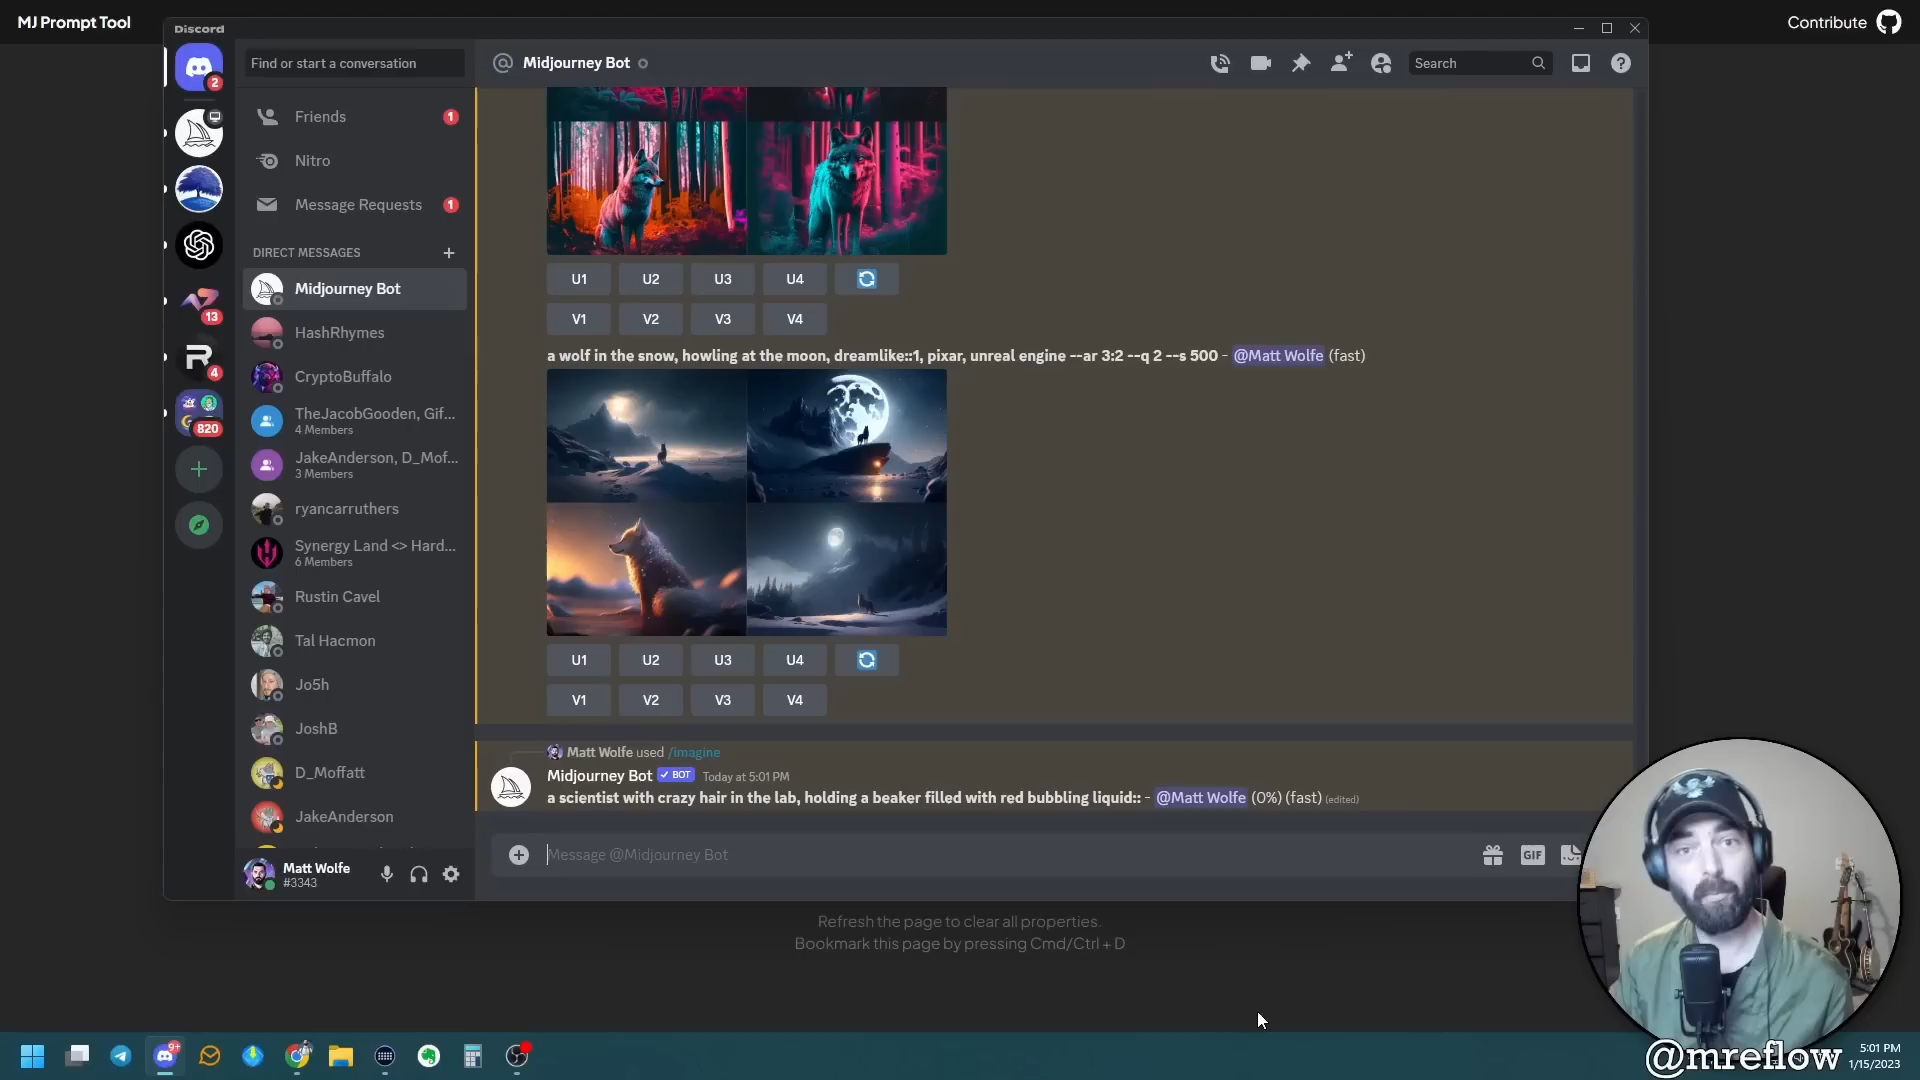 MJ Prompt Tool
Contribute
Discord
2
13
4
820
Find or start a conversation
Friends
1
Nitro
Message Requests
1
DIRECT MESSAGES
Midjourney Bot
HashRhymes
CryptoBuffalo
TheJacobGooden, Gif...
4 Members
JakeAnderson, D_Mof...
3 Members
ryancarruthers
Synergy Land <> Hard...
6 Members
Rustin Cavel
Tal Hacmon
Jo5h
JoshB
D_Moffatt
JakeAnderson
Matt Wolfe
#3343
Midjourney Bot
Search
U1 U2 U3 U4
V1 V2 V3 V4
a wolf in the snow, howling at the moon, dreamlike::1, pixar, unreal engine --ar 3:2 --q 2 --s 500 - @Matt Wolfe (fast)
U1 U2 U3 U4
V1 V2 V3 V4
Matt Wolfe used /imagine
Midjourney Bot BOT Today at 5:01 PM
a scientist with crazy hair in the lab, holding a beaker filled with red bubbling liquid:: - @Matt Wolfe (0%) (fast) (edited)
Message @Midjourney Bot
GIF
Refresh the page to clear all properties.
Bookmark this page by pressing Cmd/Ctrl + D
9+
@mreflow
5:01 PM
1/15/2023